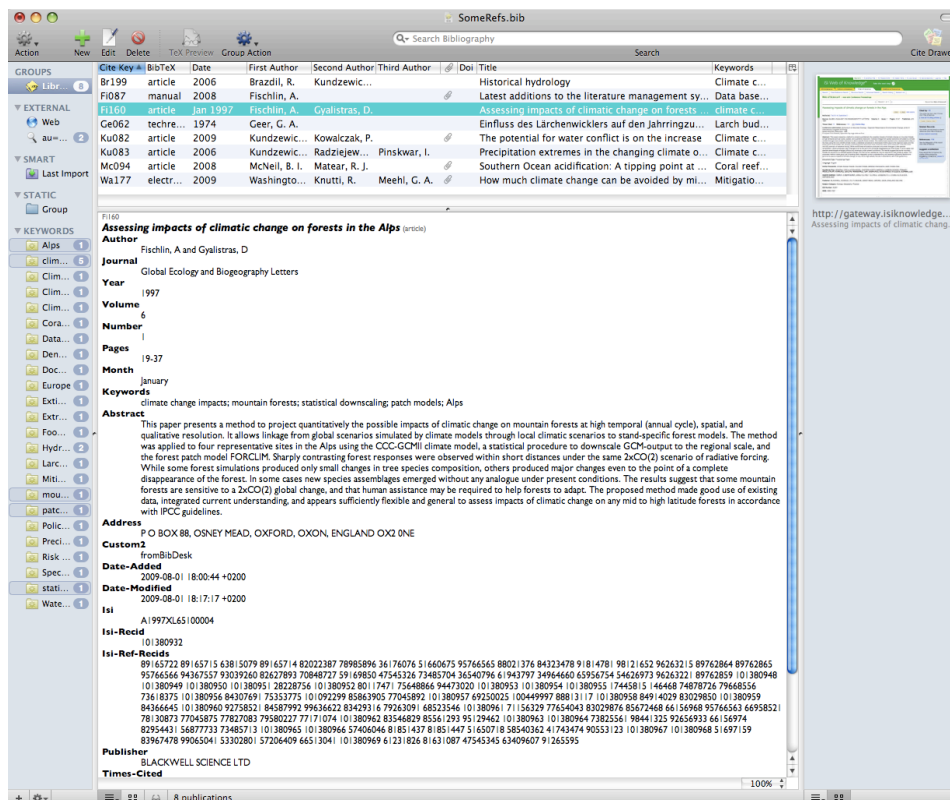 SomeRefs.bib
Action New Edit Delete TeX Preview Group Action Search Bibliography Search Cite Drawe
GROUPS
Libr... 8
EXTERNAL
Web
au=... 2
SMART
Last Import
STATIC
Group
KEYWORDS
Alps 1
clim... 5
Clim... 1
Clim... 1
Clim... 1
Cora... 1
Data... 1
Den... 1
Doc... 1
Europe 1
Exti... 1
Extr... 1
Foo... 1
Hydr... 2
Larc... 1
Miti... 1
mou... 1
patc... 1
Polic... 1
Preci... 1
Risk ... 1
Spec... 1
stati... 1
Wate... 1
Cite Key BibTeX Date First Author Second Author Third Author Doi Title Keywords
Br199 article 2006 Brazdil, R. Kundzewic... Historical hydrology Climate c...
Fi087 manual 2008 Fischlin, A. Latest additions to the literature management sy... Data base...
Fi160 article Jan 1997 Fischlin, A. Gyalistras, D. Assessing impacts of climatic change on forests ... climate c...
Ge062 techre... 1974 Geer, G. A. Einfluss des Lärchenwicklers auf den Jahrringzu... Larch bud...
Ku082 article 2009 Kundzewic... Kowalczak, P. The potential for water conflict is on the increase Climate c...
Ku083 article 2006 Kundzewic... Radziejew... Pinskwar, I. Precipitation extremes in the changing climate o... Climate c...
Mc094 article 2008 McNeil, B. I. Matear, R. J. Southern Ocean acidification: A tipping point at ... Coral reef...
Wa177 electr... 2009 Washingto... Knutti, R. Meehl, G. A. How much climate change can be avoided by mi... Mitigatio...
Fi160
Assessing impacts of climatic change on forests in the Alps (article)
Author
Fischlin, A and Gyalistras, D
Journal
Global Ecology and Biogeography Letters
Year
1997
Volume
6
Number
1
Pages
19-37
Month
January
Keywords
climate change impacts; mountain forests; statistical downscaling; patch models; Alps
Abstract
This paper presents a method to project quantitatively the possible impacts of climatic change on mountain forests at high temporal (annual cycle), spatial, and
qualitative resolution. It allows linkage from global scenarios simulated by climate models through local climatic scenarios to stand-specific forest models. The method
was applied to four representative sites in the Alps using the CCC-GCMII climate model, a statistical procedure to downscale GCM-output to the regional scale, and
the forest patch model FORCLIM. Sharply contrasting forest responses were observed within short distances under the same 2xCO(2) scenario of radiative forcing.
While some forest simulations produced only small changes in tree species composition, others produced major changes even to the point of a complete
disappearance of the forest. In some cases new species assemblages emerged without any analogue under present conditions. The results suggest that some mountain
forests are sensitive to a 2xCO(2) global change, and that human assistance may be required to help forests to adapt. The proposed method made good use of existing
data, integrated current understanding, and appears sufficiently flexible and general to assess impacts of climatic change on any mid to high latitude forests in accordance
with IPCC guidelines.
Address
P O BOX 88, OSNEY MEAD, OXFORD, OXON, ENGLAND OX2 0NE
Custom2
fromBibDesk
Date-Added
2009-08-01 18:00:44 +0200
Date-Modified
2009-08-01 18:17:17 +0200
Isi
A1997XL65100004
Isi-Recid
101380932
Isi-Ref-Recids
Publisher
BLACKWELL SCIENCE LTD
Times-Cited
100%
8 publications
http://gateway.isiknowledge...
Assessing impacts of climatic chang...